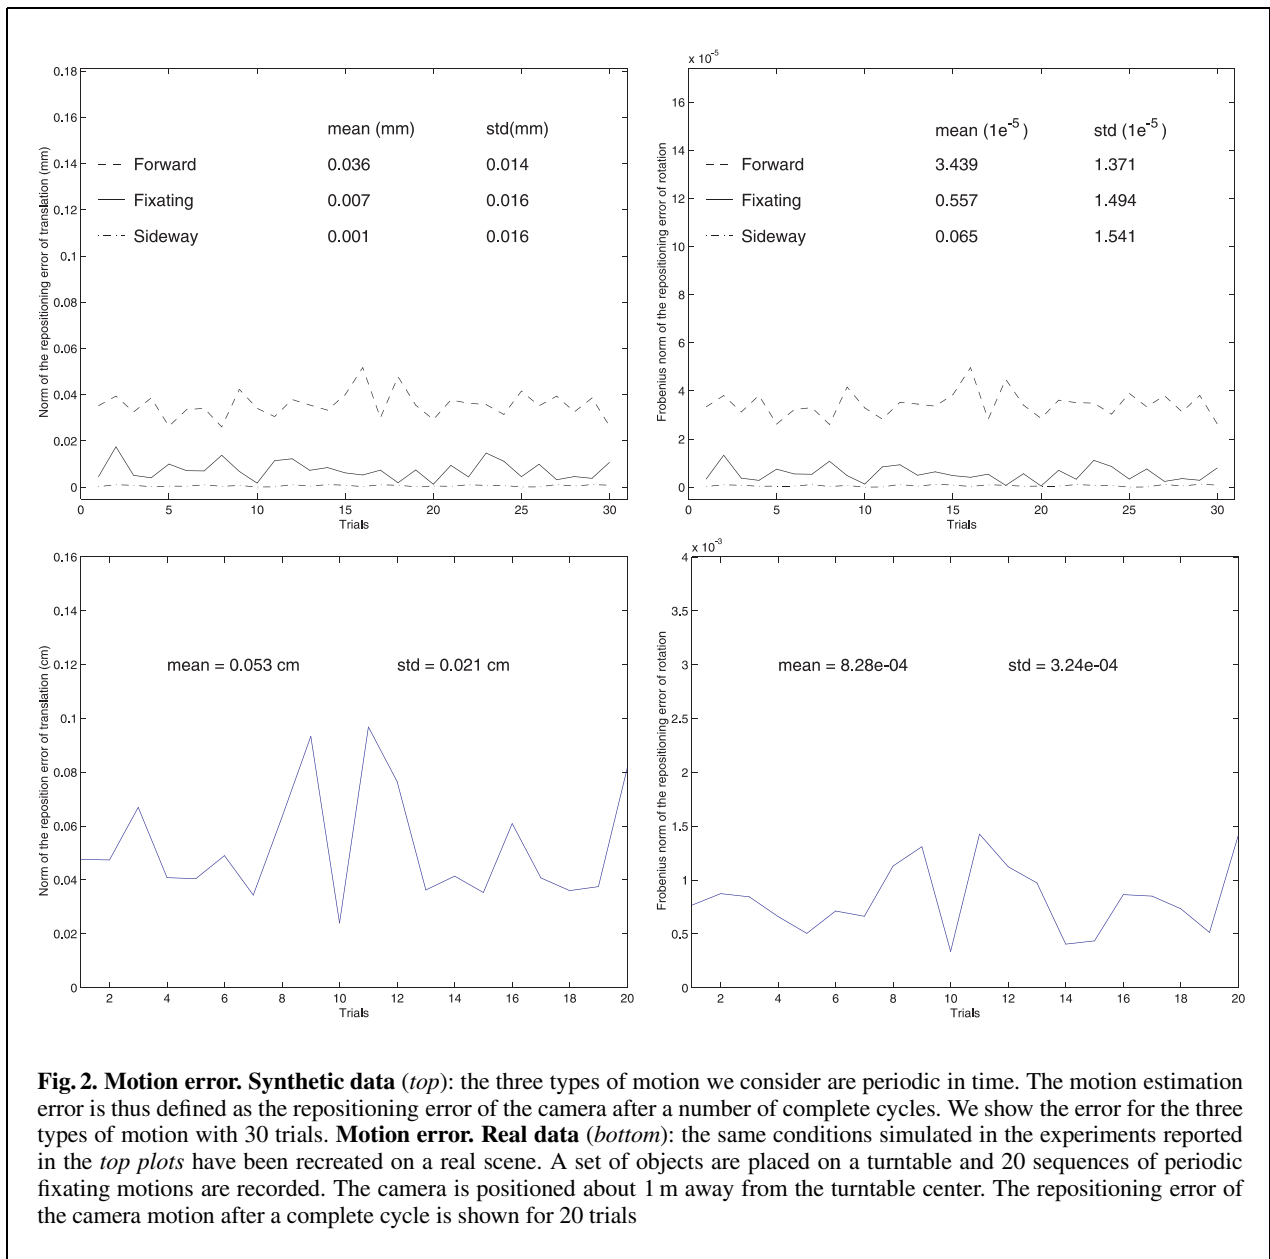 0.18
0.16
0.14
0.12
0.1
0.08
0.06
0.04
0.02
0
Norm of the repositioning error of translation (mm)
mean (mm) std(mm)
Forward 0.036 0.014
Fixating 0.007 0.016
Sideway 0.001 0.016
0 5 10 15 20 25 30
Trials
x 10-5
16
14
12
10
8
6
4
2
0
Frobenius norm of the repositioning error of rotation
mean (1e-5) std (1e-5)
Forward 3.439 1.371
Fixating 0.557 1.494
Sideway 0.065 1.541
0 5 10 15 20 25 30
Trials
0.16
0.14
0.12
0.1
0.08
0.06
0.04
0.02
0
Norm of the reposition error of translation (cm)
mean = 0.053 cm std = 0.021 cm
2 4 6 8 10 12 14 16 18 20
Trials
x 10-3
4
3.5
3
2.5
2
1.5
1
0.5
0
Frobenius norm of the repositioning error of rotation
mean = 8.28e-04 std = 3.24e-04
2 4 6 8 10 12 14 16 18 20
Trials
Fig. 2. Motion error. Synthetic data (top): the three types of motion we consider are periodic in time. The motion estimation
error is thus defined as the repositioning error of the camera after a number of complete cycles. We show the error for the three
types of motion with 30 trials. Motion error. Real data (bottom): the same conditions simulated in the experiments reported
in the top plots have been recreated on a real scene. A set of objects are placed on a turntable and 20 sequences of periodic
fixating motions are recorded. The camera is positioned about 1 m away from the turntable center. The repositioning error of
the camera motion after a complete cycle is shown for 20 trials